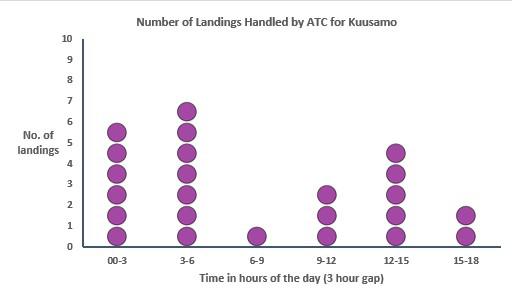 Number of Landings Handled by ATC for Kuusamo
10
9
8
7
6
5
4
3
2
1
0
No. of
landings
00-3 3-6 6-9 9-12 12-15 15-18
Time in hours of the day (3 hour gap)